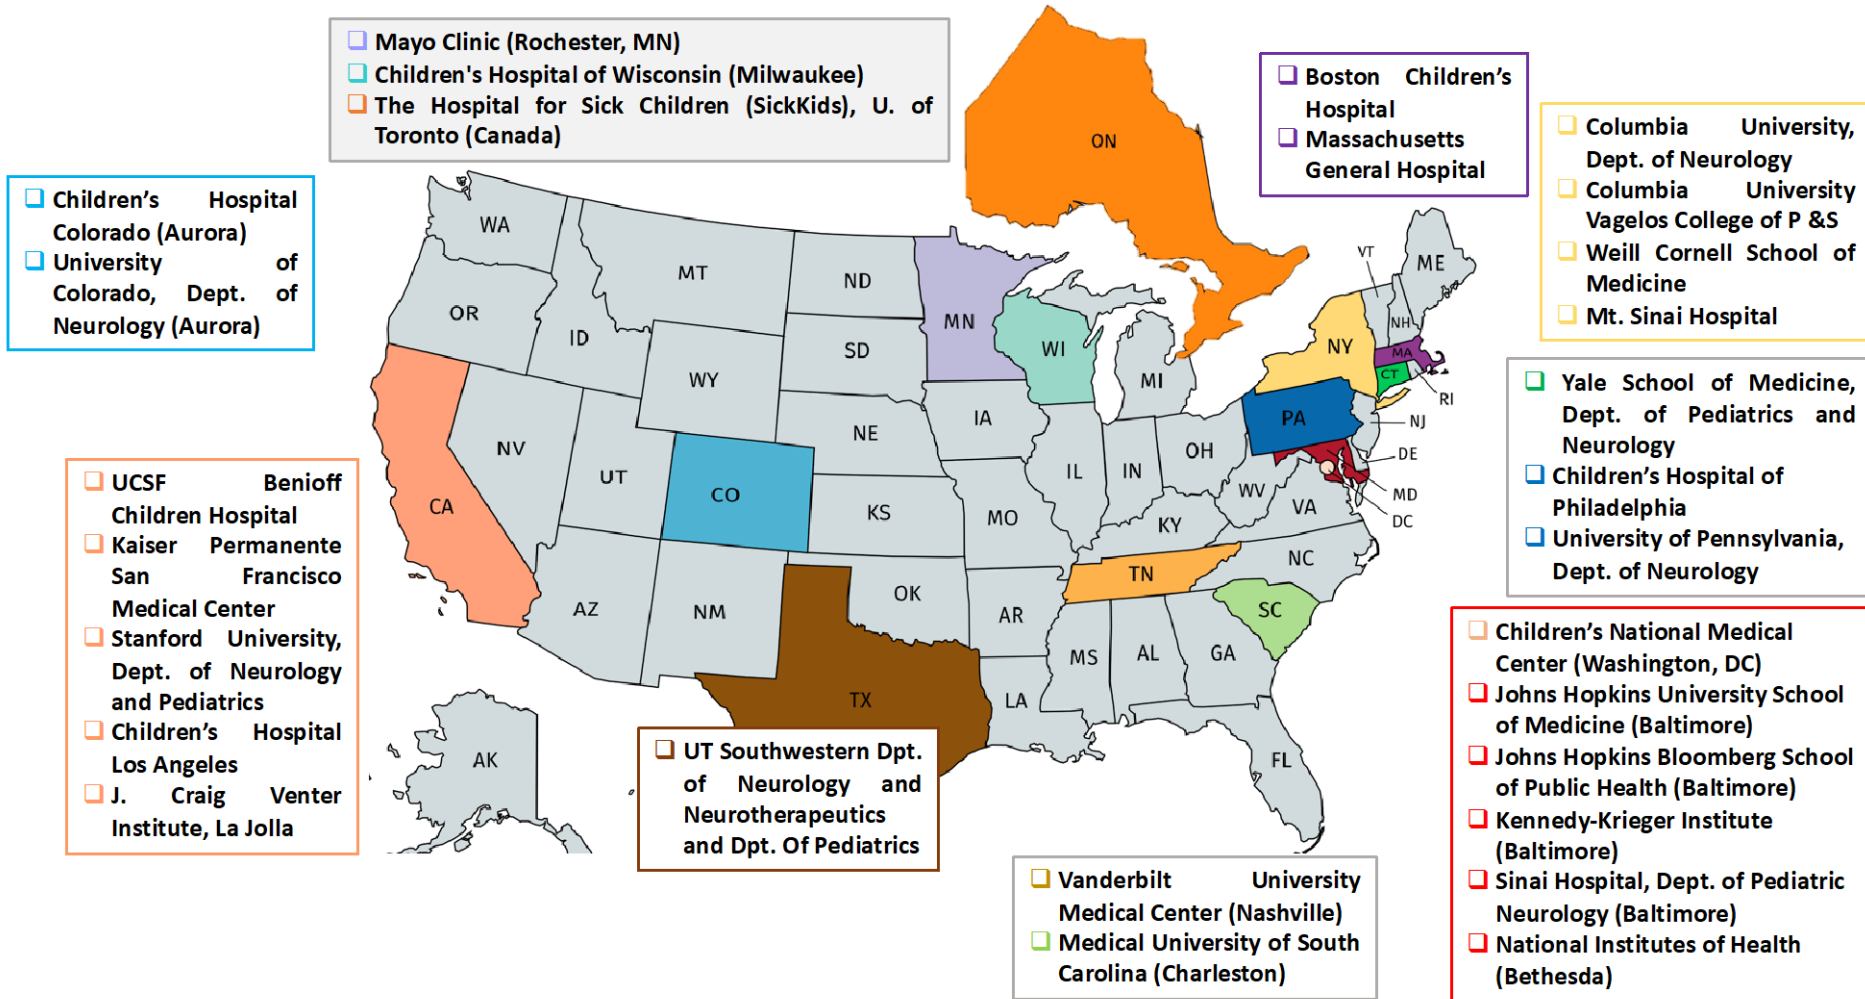 Mayo Clinic (Rochester, MN)
Children's Hospital of Wisconsin (Milwaukee)
The Hospital for Sick Children (SickKids), U. of
Toronto (Canada)
Boston Children's
Hospital
Massachusetts
General Hospital
Columbia University,
Dept. of Neurology
Columbia University
Vagelos College of P &S
Weill Cornell School of
Medicine
Mt. Sinai Hospital
Children's Hospital
Colorado (Aurora)
University of
Colorado, Dept. of
Neurology (Aurora)
Yale School of Medicine,
Dept. of Pediatrics and
Neurology
Children's Hospital of
Philadelphia
University of Pennsylvania,
Dept. of Neurology
UCSF Benioff
Children Hospital
Kaiser Permanente
San Francisco
Medical Center
Stanford University,
Dept. of Neurology
and Pediatrics
Children's Hospital
Los Angeles
J. Craig Venter
Institute, La Jolla
UT Southwestern Dpt.
of Neurology and
Neurotherapeutics
and Dpt. Of Pediatrics
Children's National Medical
Center (Washington, DC)
Johns Hopkins University School
of Medicine (Baltimore)
Johns Hopkins Bloomberg School
of Public Health (Baltimore)
Kennedy-Krieger Institute
(Baltimore)
Sinai Hospital, Dept. of Pediatric
Neurology (Baltimore)
National Institutes of Health
(Bethesda)
Vanderbilt University
Medical Center (Nashville)
Medical University of South
Carolina (Charleston)
ON
WA
MT
ND
MN
VT
ME
OR
ID
SD
WI
NH
NY
MA
WY
MI
CT
RI
IA
PA
NJ
NE
NV
OH
DE
UT
CO
IL
IN
WV
MD
CA
KS
MO
VA
DC
KY
NC
TN
AZ
NM
OK
AR
SC
MS
AL
GA
TX
LA
AK
FL